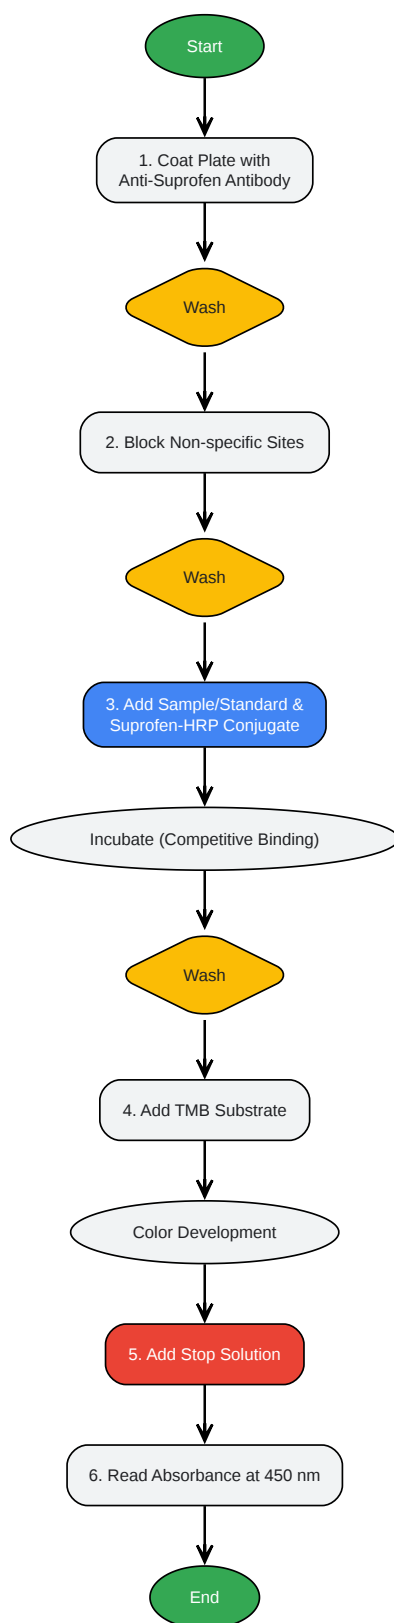 Start
1. Coat Plate with
Anti-Suprofen Antibody
Wash
2. Block Non-specific Sites
Wash
3. Add Sample/Standard &
Suprofen-HRP Conjugate
Incubate (Competitive Binding)
Wash
4. Add TMB Substrate
Color Development
5. Add Stop Solution
6. Read Absorbance at 450 nm
End